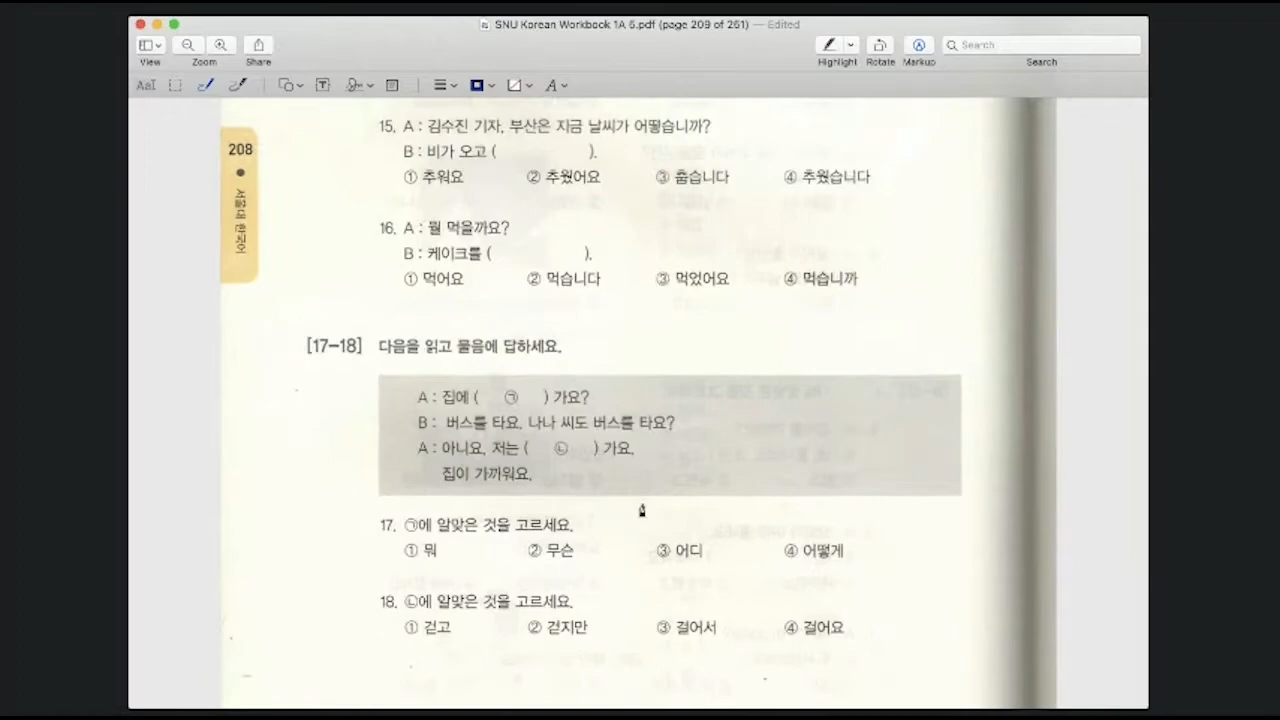 SNU Korean Workbook 1A 5.pdf (page 209 of 261) — Edited
View Zoom Share Highlight Rotate Markup Search
Search
AaI
208
서울대 한국어
15. A : 김수진 기자, 부산은 지금 날씨가 어떻습니까?
B : 비가 오고 ( ).
① 추워요 ② 추웠어요 ③ 춥습니다 ④ 추웠습니다
16. A : 뭘 먹을까요?
B : 케이크를 ( ).
① 먹어요 ② 먹습니다 ③ 먹었어요 ④ 먹습니까
[17-18] 다음을 읽고 물음에 답하세요.
A : 집에 ( ㉠ ) 가요?
B : 버스를 타요. 나나 씨도 버스를 타요?
A : 아니요, 저는 ( ㉡ ) 가요.
집이 가까워요.
17. ㉠에 알맞은 것을 고르세요.
① 뭐 ② 무슨 ③ 어디 ④ 어떻게
18. ㉡에 알맞은 것을 고르세요.
① 걷고 ② 걷지만 ③ 걸어서 ④ 걸어요